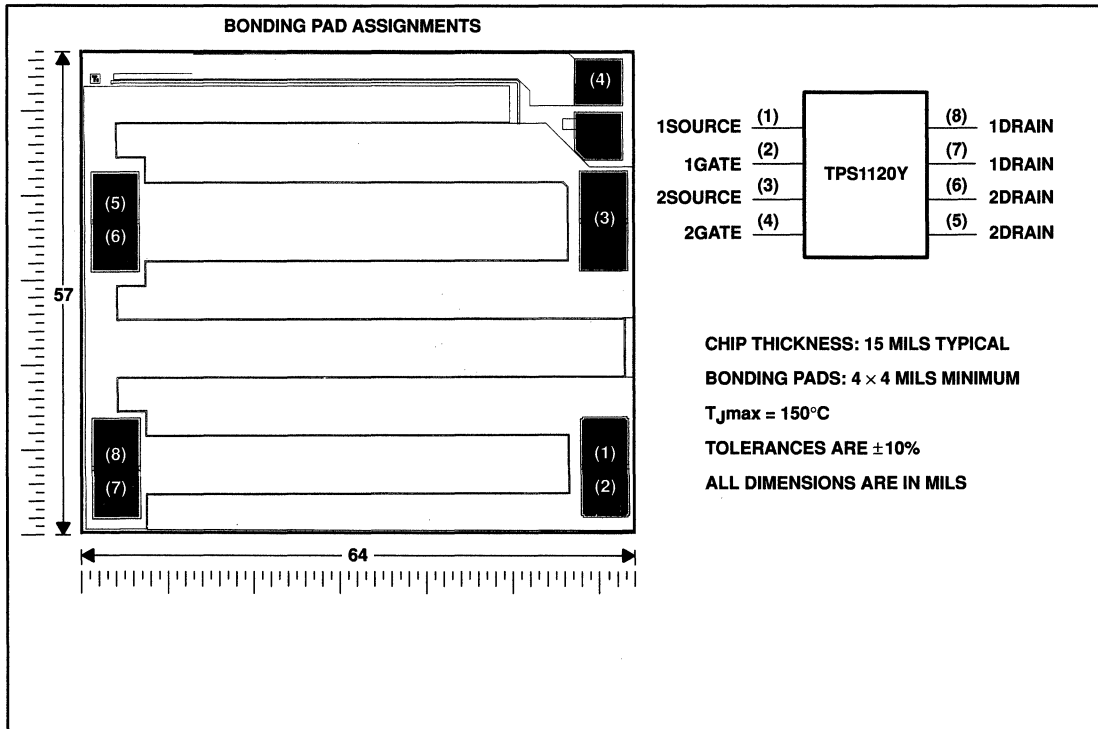 BONDING PAD ASSIGNMENTS
(4)
(5)
(6)
(3)
57
(8)
(7)
(1)
(2)
64
1SOURCE (1)
1GATE (2)
2SOURCE (3)
2GATE (4)
TPS1120Y
(8) 1DRAIN
(7) 1DRAIN
(6) 2DRAIN
(5) 2DRAIN
CHIP THICKNESS: 15 MILS TYPICAL
BONDING PADS: 4 × 4 MILS MINIMUM
TJmax = 150°C
TOLERANCES ARE ±10%
ALL DIMENSIONS ARE IN MILS